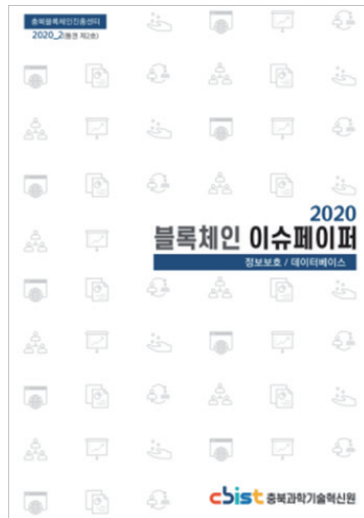 충북블록체인진흥센터
2020_2(통권 제2호)
2020
블록체인 이슈페이퍼
정보보호 / 데이터베이스
cbist 충북과학기술혁신원